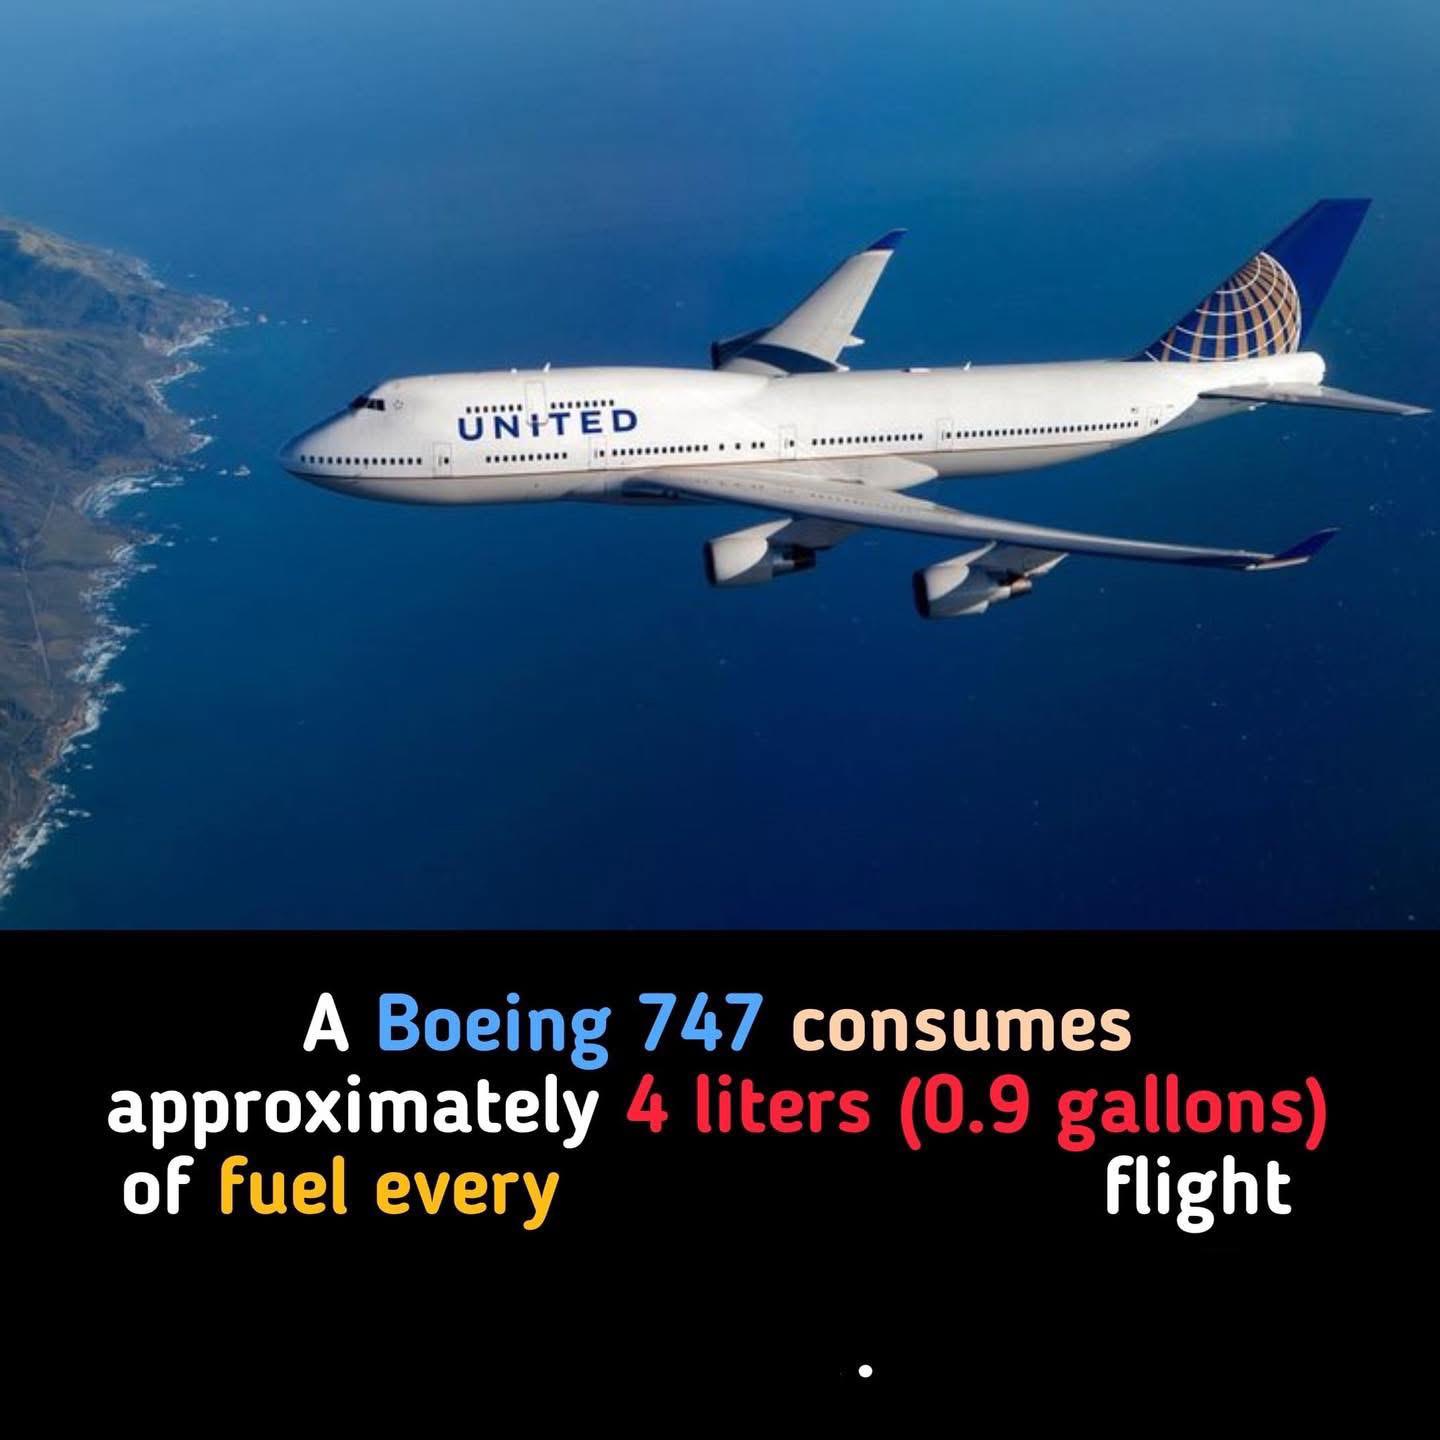 UNITED
A Boeing 747 consumes
approximately 4 liters (0.9 gallons)
of fuel every flight
.